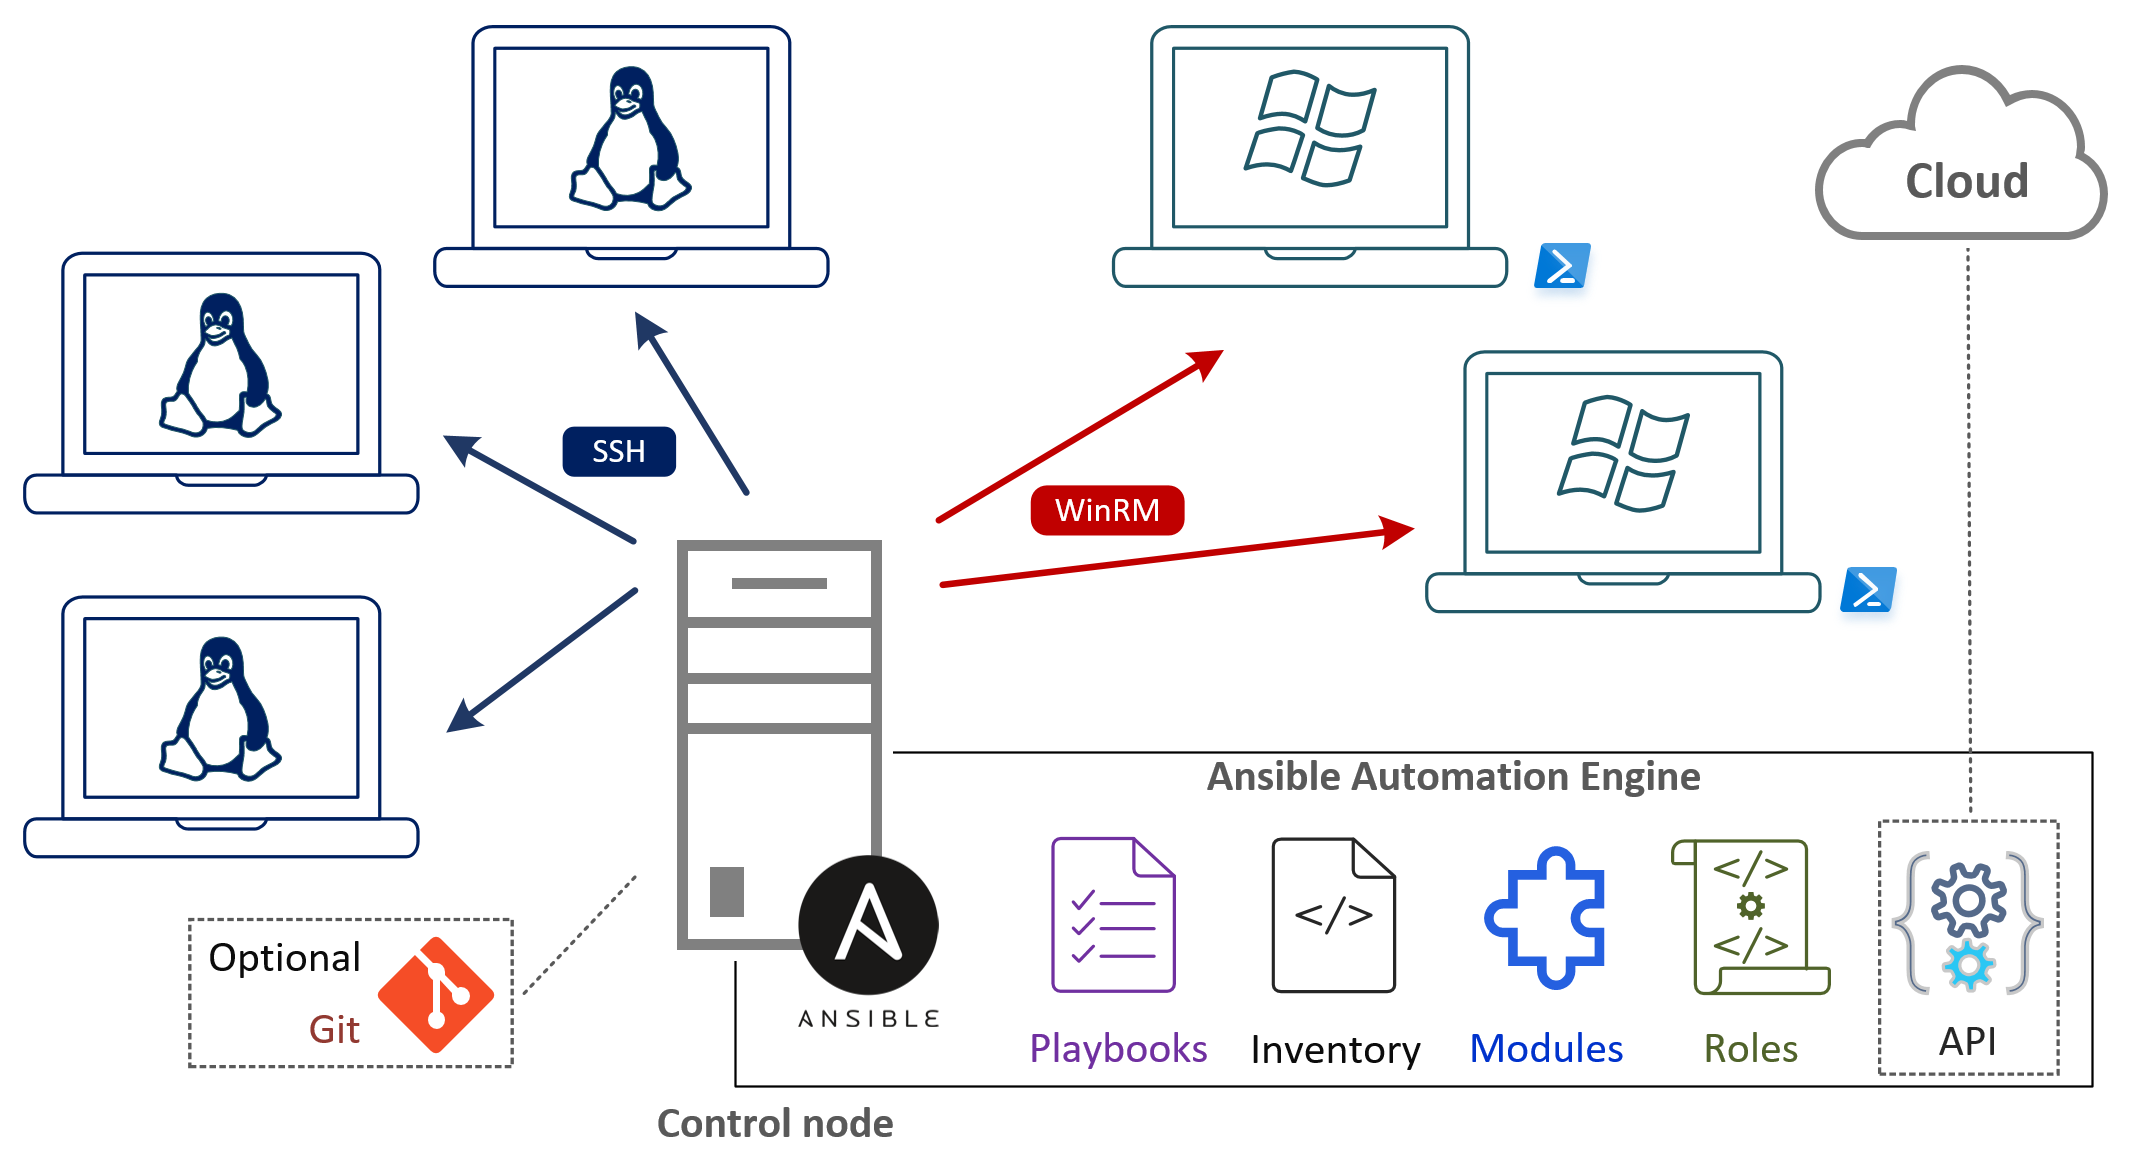 Cloud
SSH
WinRM
Ansible Automation Engine
Optional
Git
ANSIBLE
</>
</>
</>
Playbooks
Inventory
Modules
Roles
API
Control node